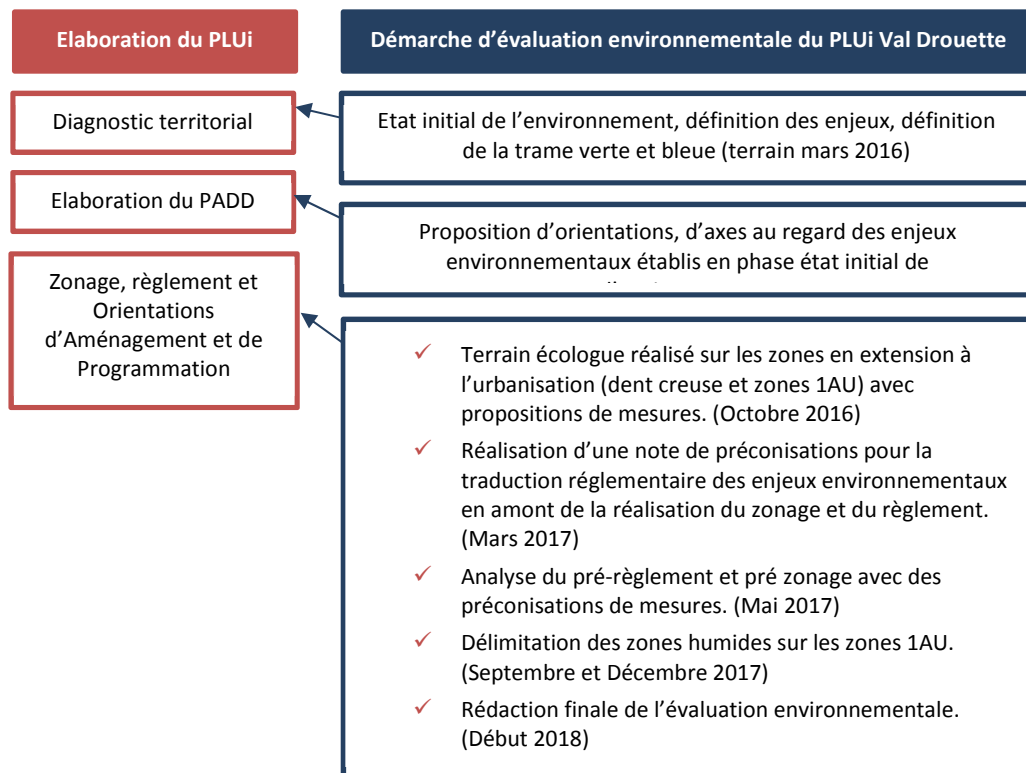 Elaboration du PLUi
Démarche d’évaluation environnementale du PLUi Val Drouette
Diagnostic territorial
Etat initial de l’environnement, définition des enjeux, définition
de la trame verte et bleue (terrain mars 2016)
Elaboration du PADD
Proposition d’orientations, d’axes au regard des enjeux
environnementaux établis en phase état initial de
Zonage, règlement et
Orientations
d’Aménagement et de
Programmation
✓ Terrain écologue réalisé sur les zones en extension à
l’urbanisation (dent creuse et zones 1AU) avec
propositions de mesures. (Octobre 2016)
✓ Réalisation d’une note de préconisations pour la
traduction réglementaire des enjeux environnementaux
en amont de la réalisation du zonage et du règlement.
(Mars 2017)
✓ Analyse du pré-règlement et pré zonage avec des
préconisations de mesures. (Mai 2017)
✓ Délimitation des zones humides sur les zones 1AU.
(Septembre et Décembre 2017)
✓ Rédaction finale de l’évaluation environnementale.
(Début 2018)